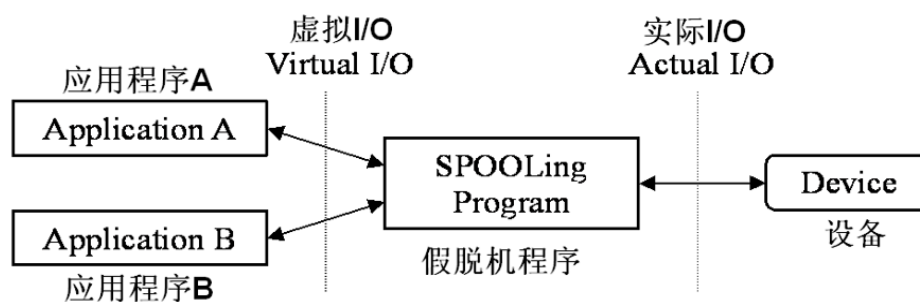 虚拟I/O
Virtual I/O
实际I/O
Actual I/O
应用程序A
Application A
SPOOLing
Program
假脱机程序
Device
设备
Application B
应用程序B